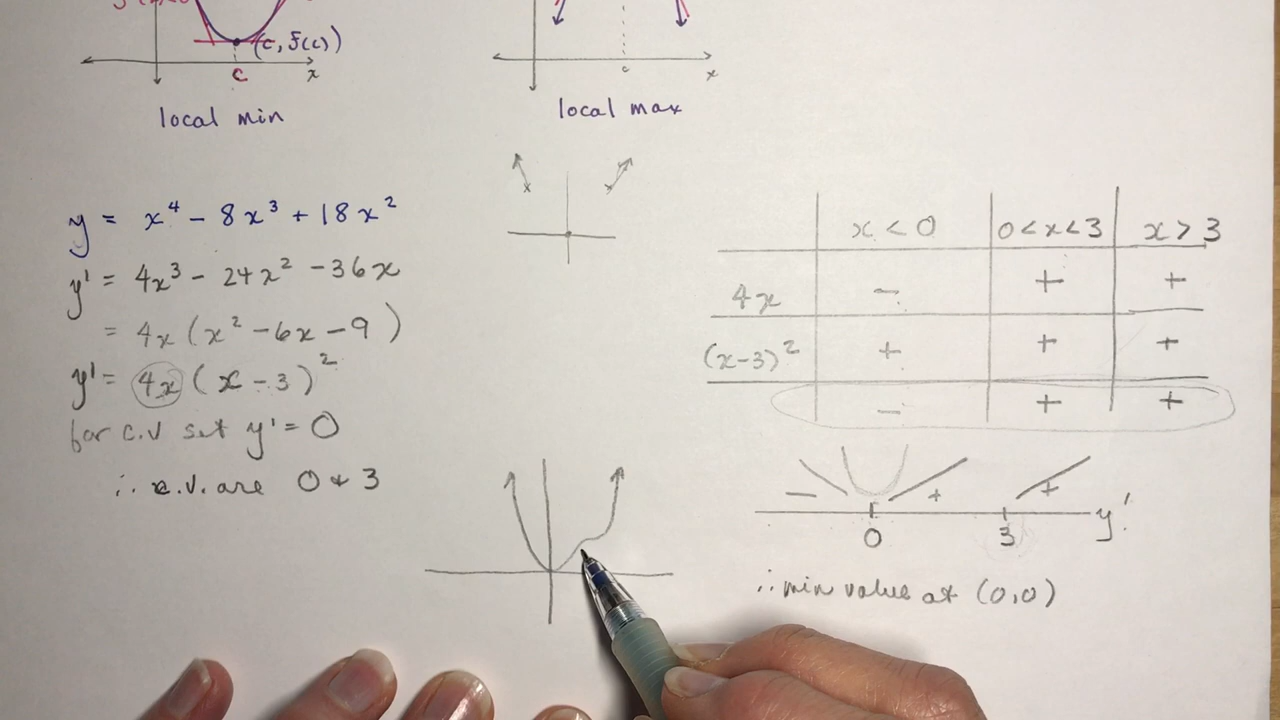 (c, f(c))
c
x
local min
c
x
local max
y = x⁴ - 8x³ + 18x²
y' = 4x³ - 24x² - 36x
= 4x(x² - 6x - 9)
y' = 4x(x - 3)²
for c.v set y' = 0
∴ c.v. are 0 + 3
x < 0 0 < x < 3 x > 3
4x - + +
(x-3)² + + +
- + +
- + +
0 3 y'
∴ min value at (0,0)